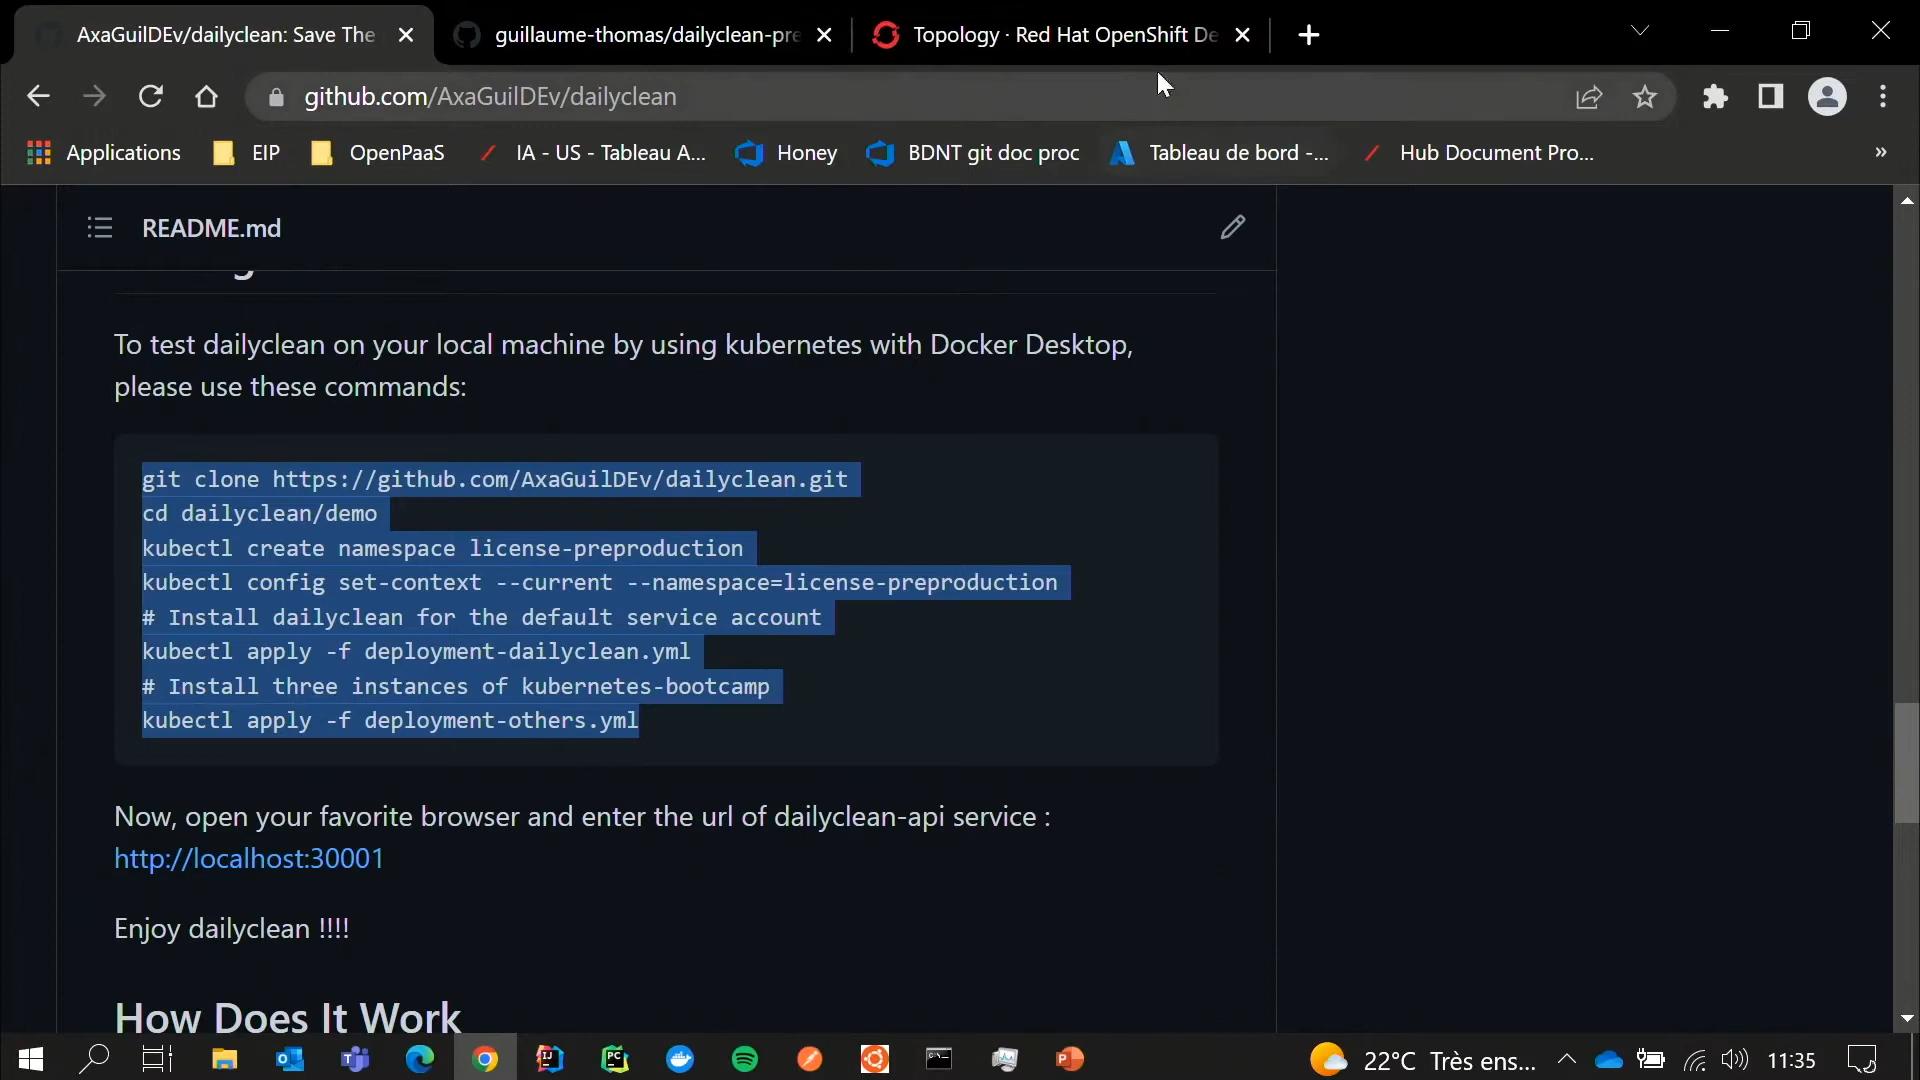 AxaGuilDEv/dailyclean: Save The
guillaume-thomas/dailyclean-pre
Topology · Red Hat OpenShift De
github.com/AxaGuilDEv/dailyclean
Applications
EIP
OpenPaaS
IA - US - Tableau A...
Honey
BDNT git doc proc
Tableau de bord -...
Hub Document Pro...
»
README.md
To test dailyclean on your local machine by using kubernetes with Docker Desktop,
please use these commands:
git clone https://github.com/AxaGuilDEv/dailyclean.git
cd dailyclean/demo
kubectl create namespace license-preproduction
kubectl config set-context --current --namespace=license-preproduction
# Install dailyclean for the default service account
kubectl apply -f deployment-dailyclean.yml
# Install three instances of kubernetes-bootcamp
kubectl apply -f deployment-others.yml
Now, open your favorite browser and enter the url of dailyclean-api service :
http://localhost:30001
Enjoy dailyclean !!!!
How Does It Work
22°C Très ens...
11:35